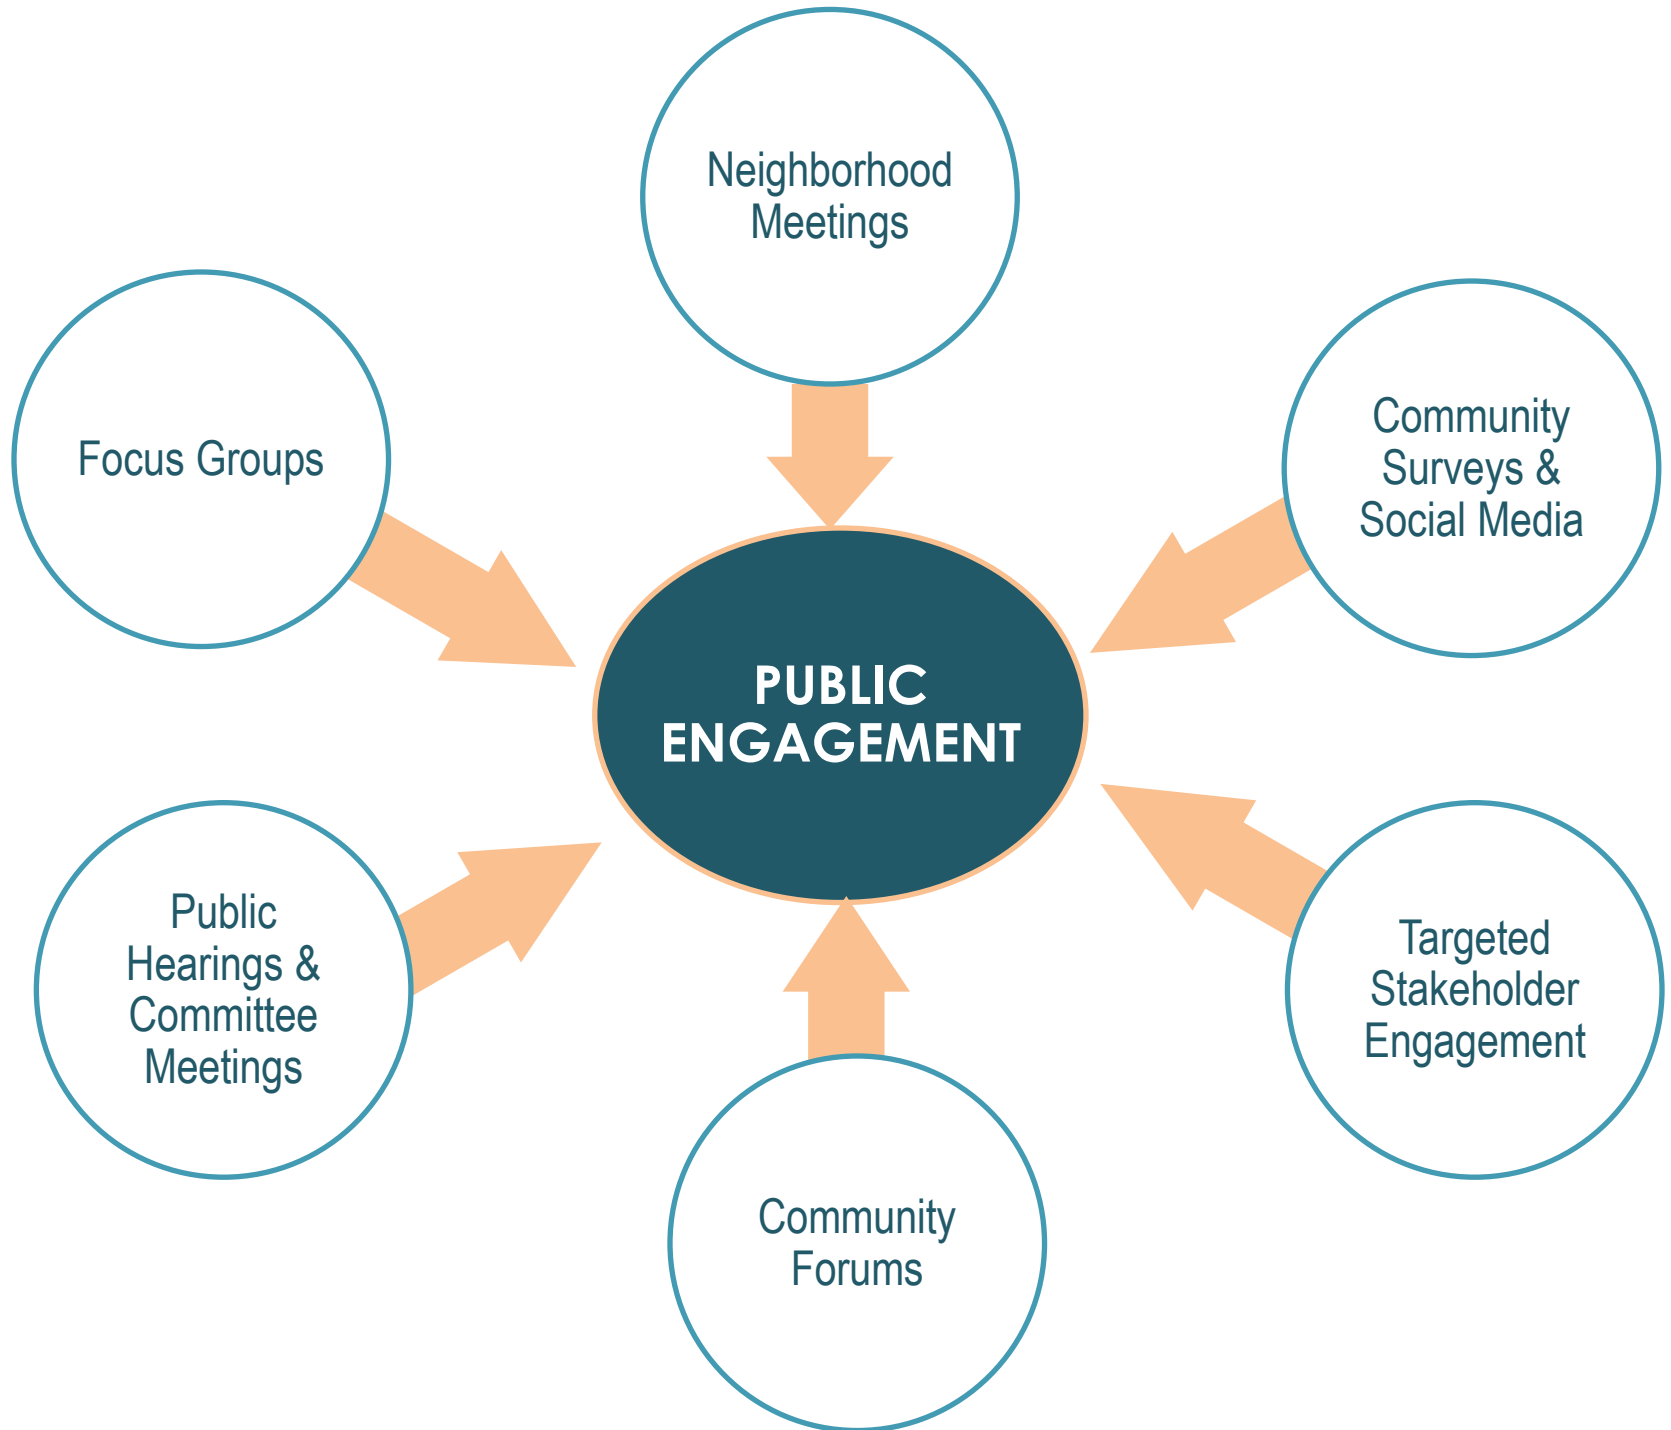 Neighborhood
Meetings
Focus Groups
Community
Surveys &
Social Media
PUBLIC
ENGAGEMENT
Public
Hearings &
Committee
Meetings
Targeted
Stakeholder
Engagement
Community
Forums